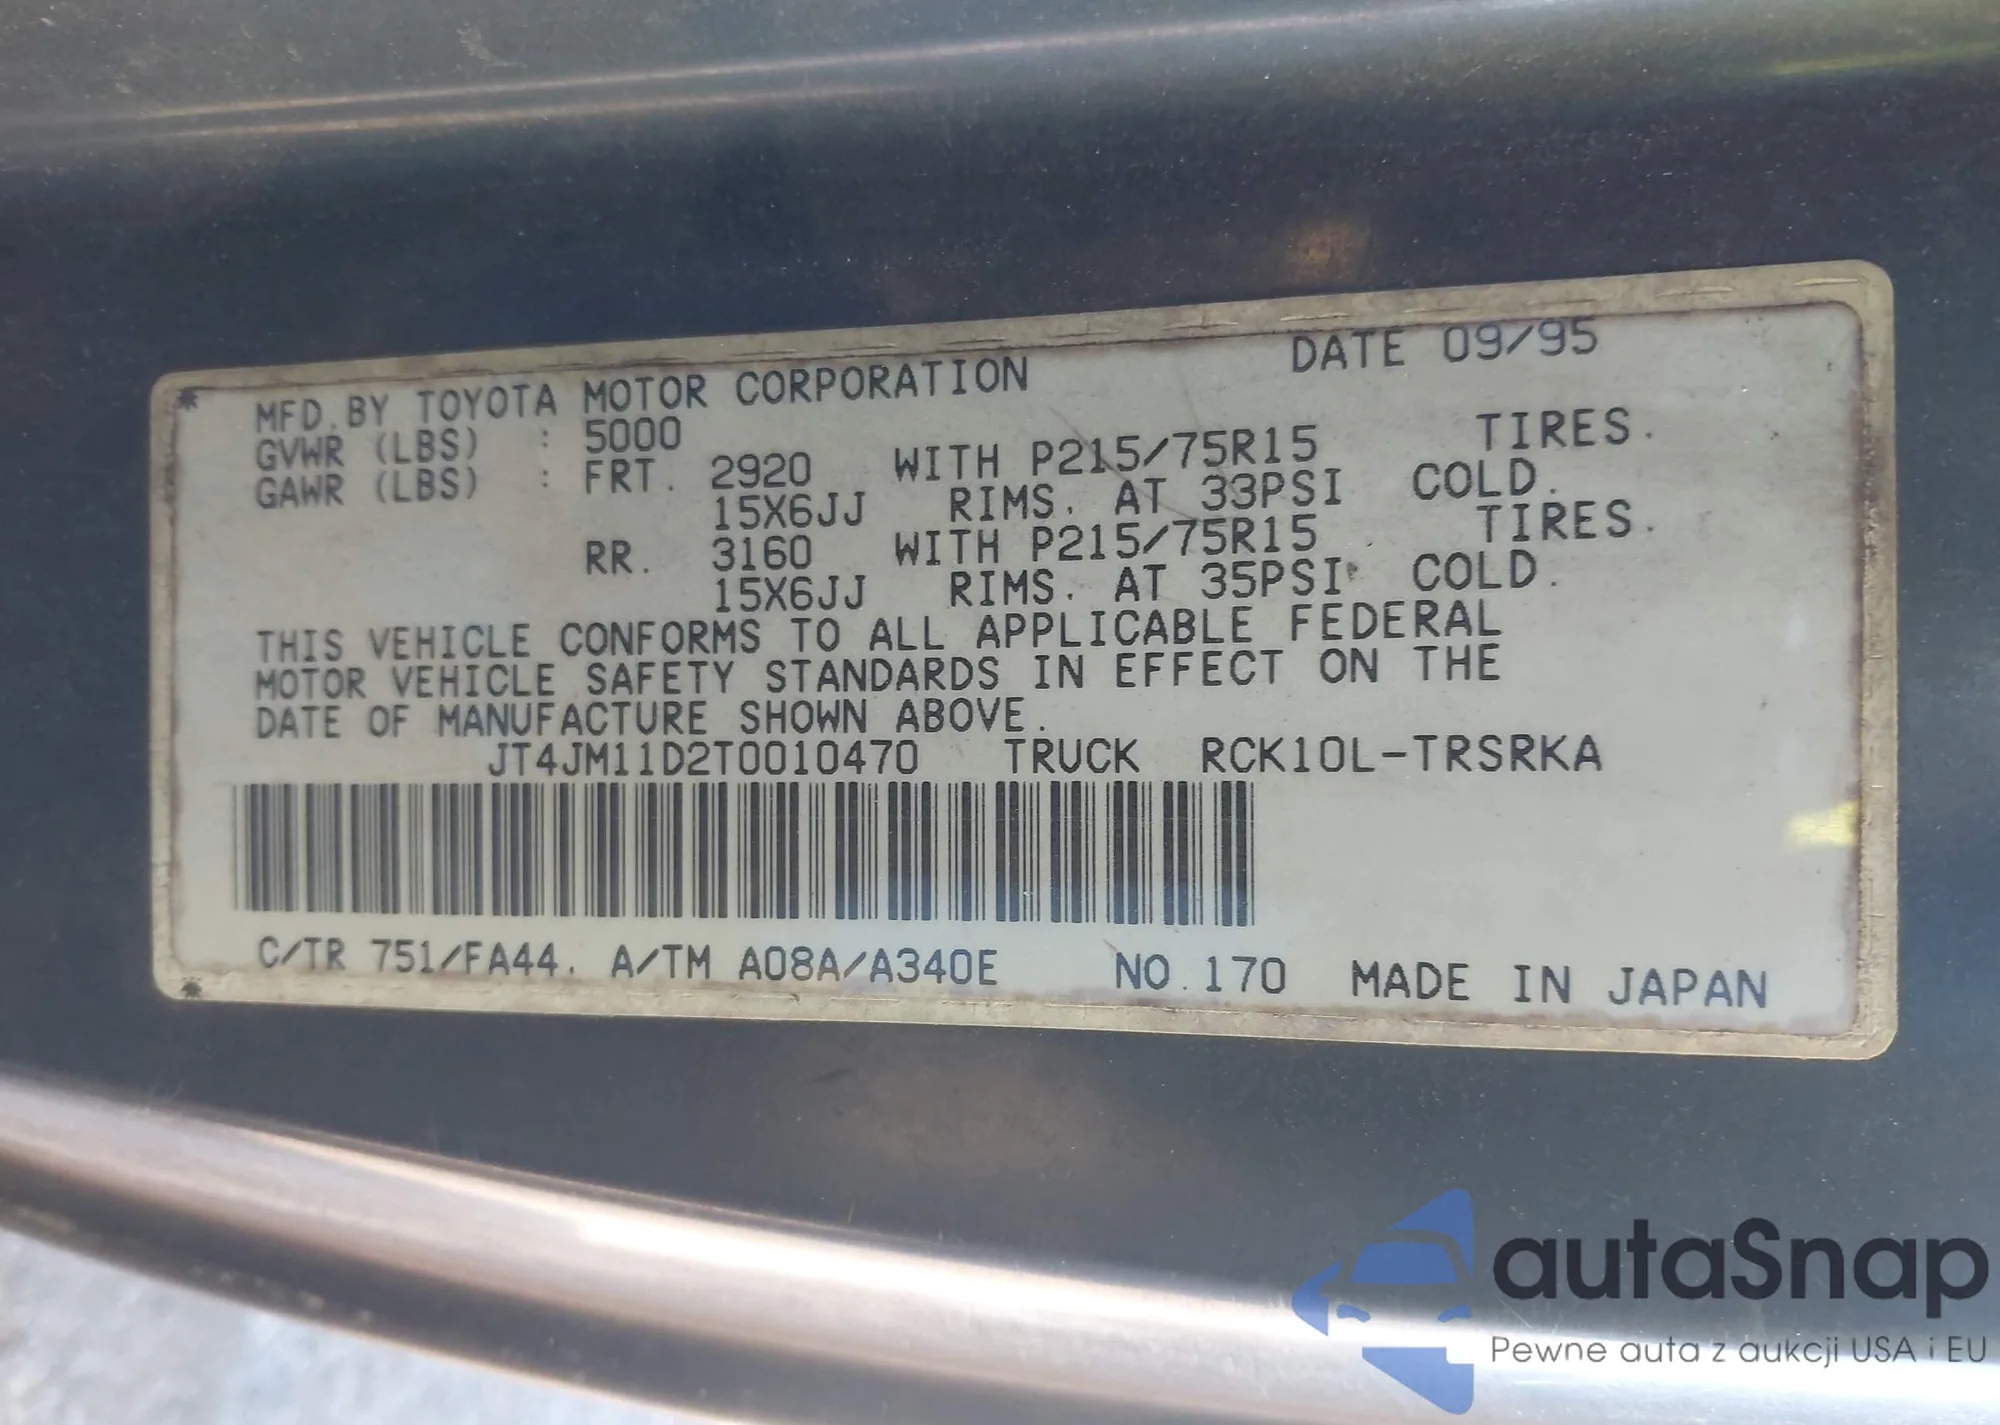 MFD. BY TOYOTA MOTOR CORPORATION DATE 09/95
GVWR (LBS) : 5000
GAWR (LBS) : FRT. 2920 WITH P215/75R15 TIRES.
15X6JJ RIMS. AT 33PSI COLD.
RR. 3160 WITH P215/75R15 TIRES.
15X6JJ RIMS. AT 35PSI COLD.
THIS VEHICLE CONFORMS TO ALL APPLICABLE FEDERAL
MOTOR VEHICLE SAFETY STANDARDS IN EFFECT ON THE
DATE OF MANUFACTURE SHOWN ABOVE.
JT4JM11D2T0010470 TRUCK RCK10L-TRSRKA
C/TR 751/FA44. A/TM A08A/A340E NO.170 MADE IN JAPAN
autaSnap
Pewne auta z aukcji USA i EU